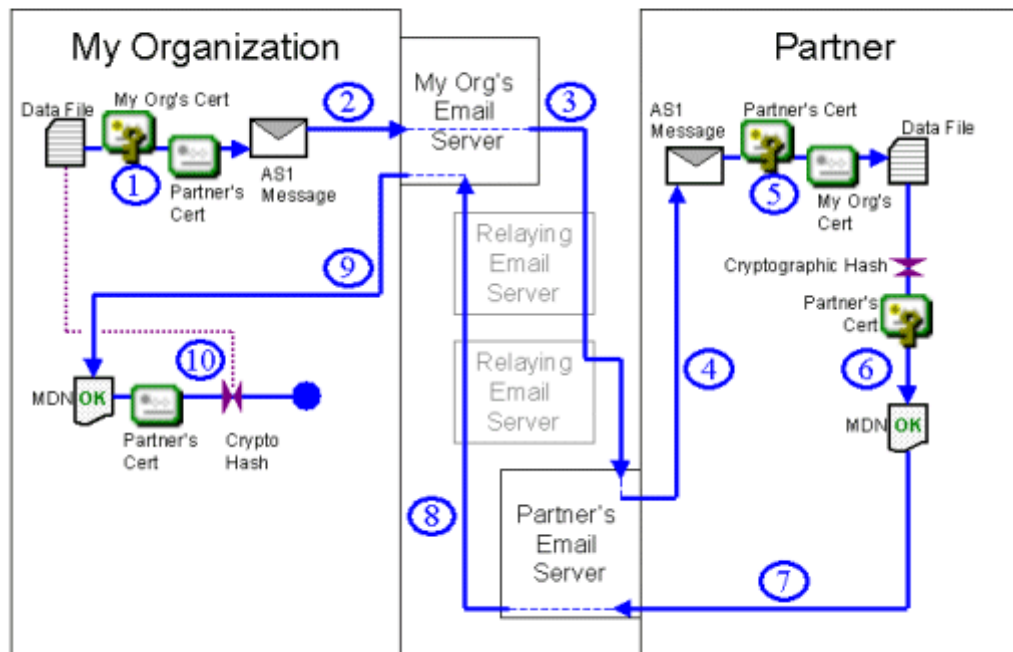 My Organization
Data File
My Org's Cert
1
Partner's
Cert
AS1
Message
2
My Org's
Email
Server
3
Relaying
Email
Server
Relaying
Email
Server
Partner's
Email
Server
Partner
AS1
Message
4
Partner's Cert
5
My Org's
Cert
Data File
Cryptographic Hash
Partner's
Cert
6
MDN OK
7
8
9
MDN OK
Partner's
Cert
10
Crypto
Hash